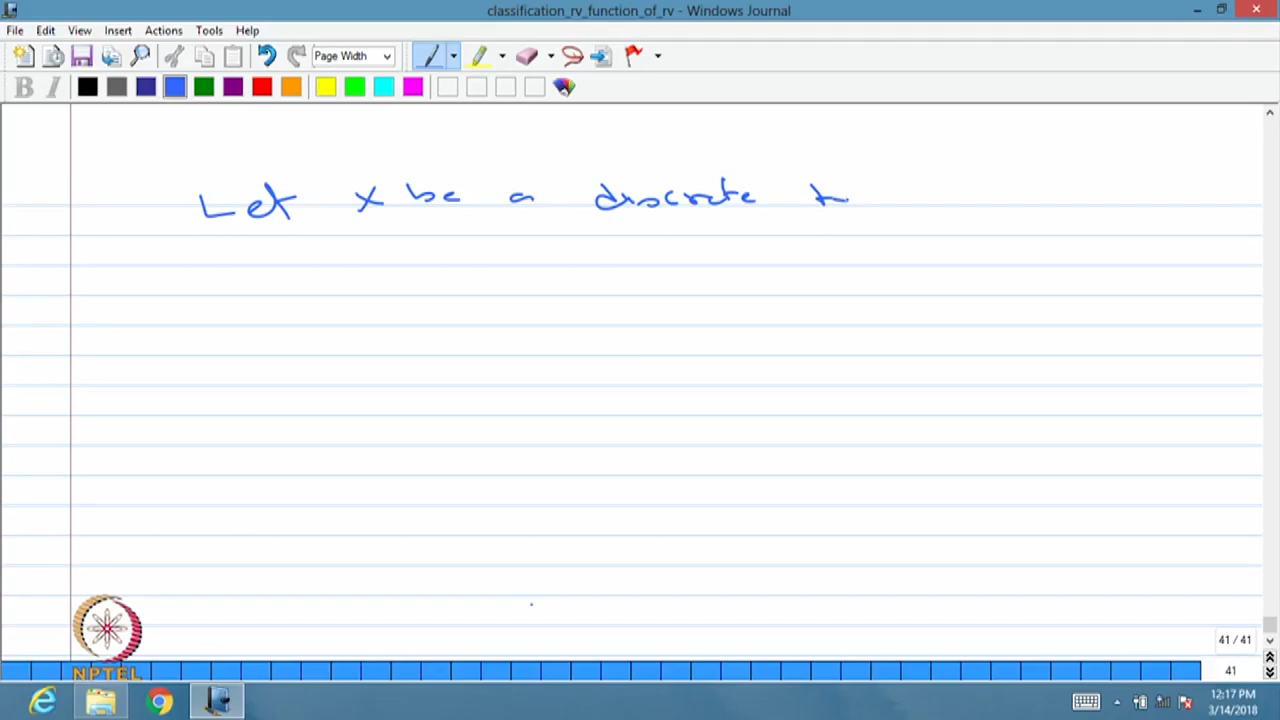 classification_rv_function_of_rv - Windows Journal
File Edit View Insert Actions Tools Help
Page Width
B I
Let X be a discrete
41 / 41
41
NPTEL
12:17 PM
3/14/2018